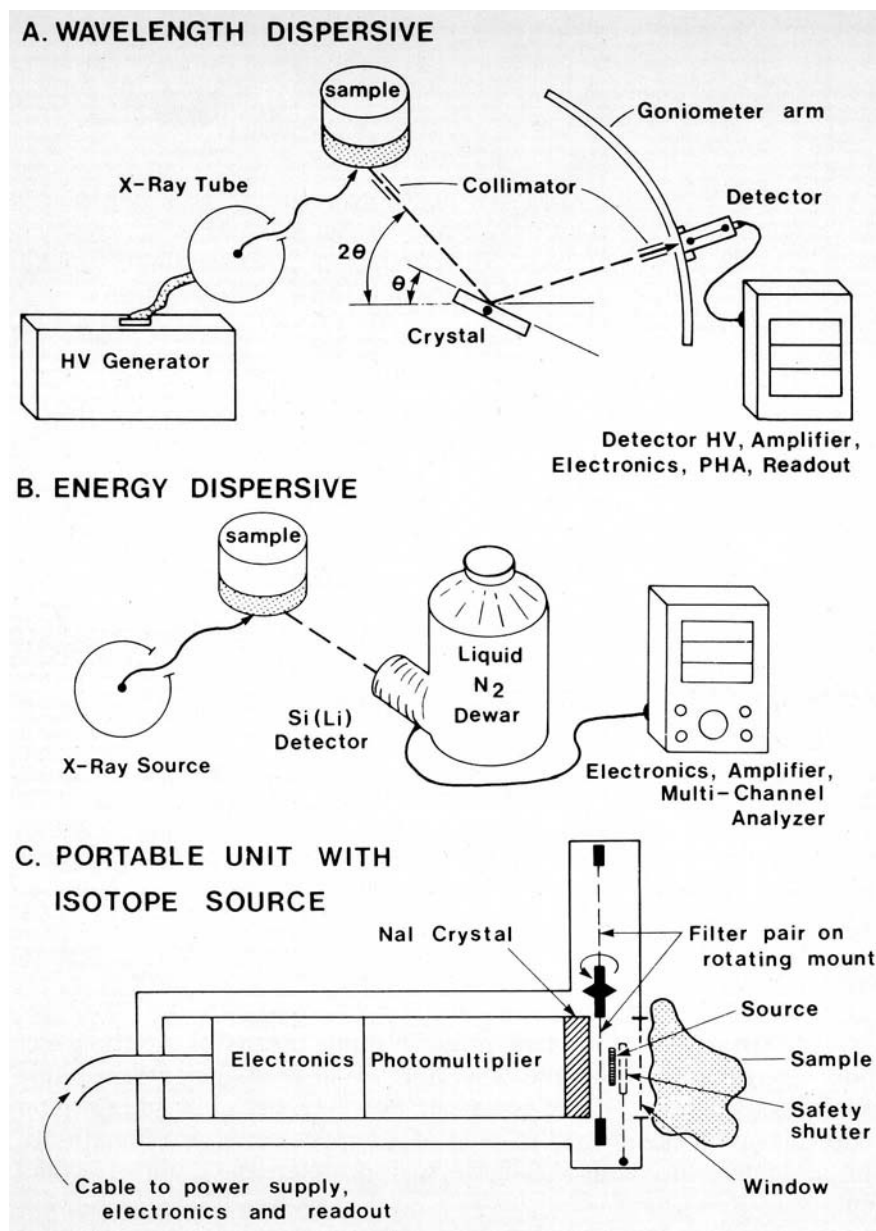 A. WAVELENGTH DISPERSIVE
sample
Goniometer arm
X-Ray Tube
Collimator
Detector
2θ
θ
Crystal
HV Generator
Detector HV, Amplifier,
Electronics, PHA, Readout
B. ENERGY DISPERSIVE
sample
Liquid
N2
Dewar
Si(Li)
Detector
X-Ray Source
Electronics, Amplifier,
Multi-Channel
Analyzer
C. PORTABLE UNIT WITH
ISOTOPE SOURCE
NaI Crystal
Filter pair on
rotating mount
Source
Electronics Photomultiplier
Sample
Safety
shutter
Cable to power supply,
electronics and readout
Window